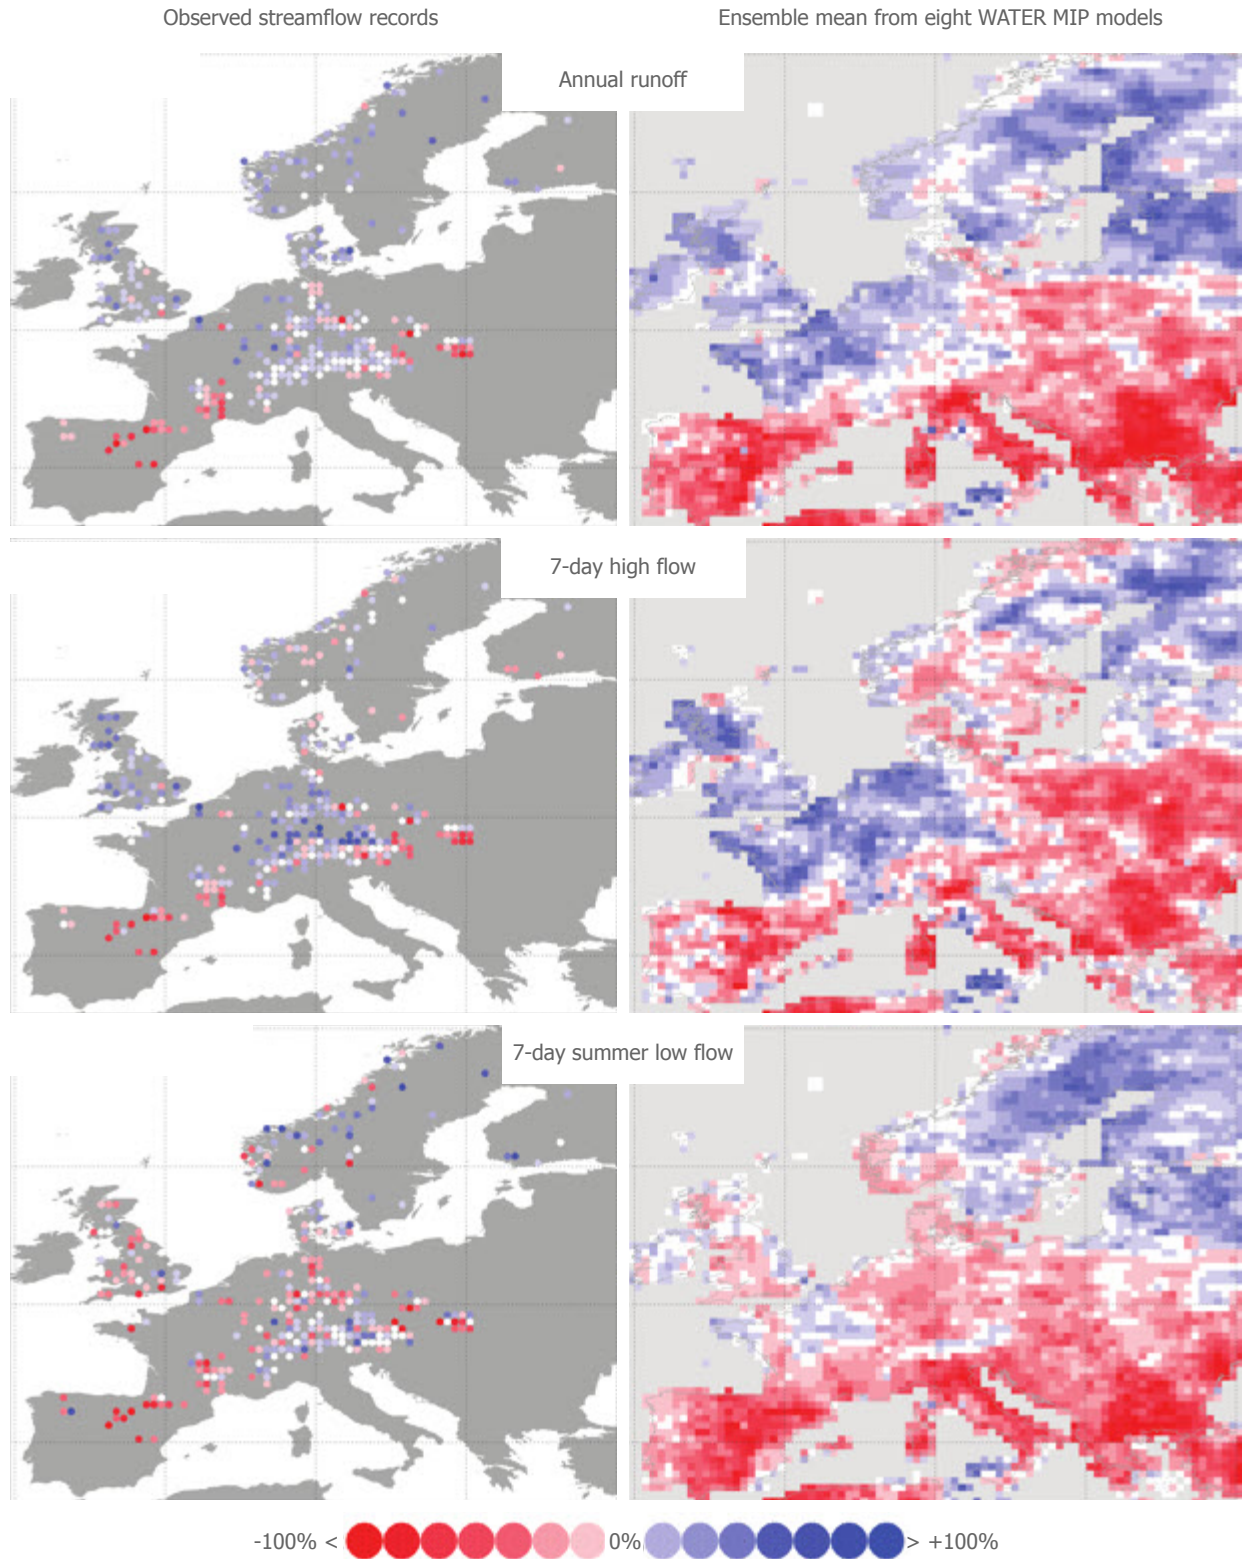 Observed streamflow records
Ensemble mean from eight WATER MIP models
Annual runoff
7-day high flow
7-day summer low flow
-100% < 0% > +100%